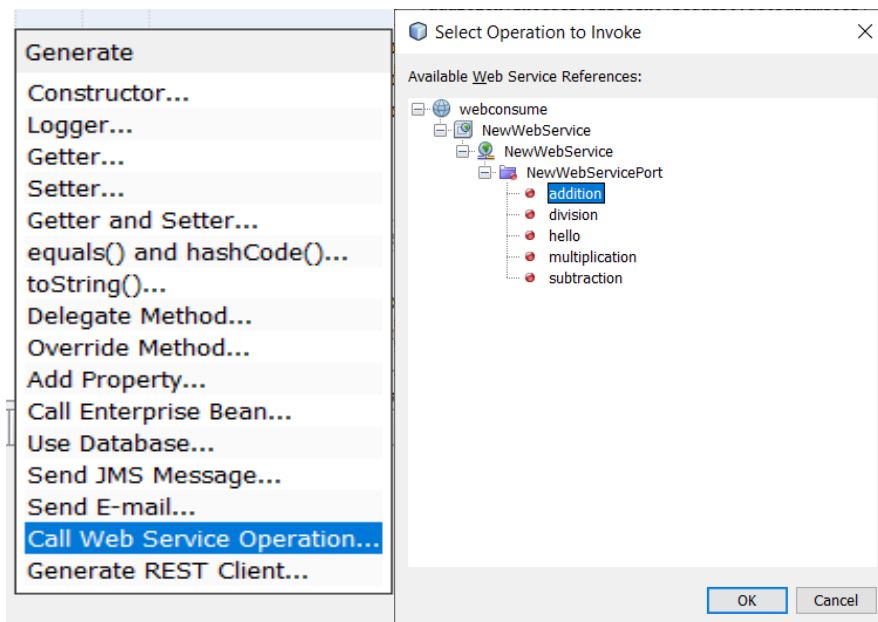 Generate
Constructor...
Logger...
Getter...
Setter...
Getter and Setter...
equals() and hashCode()...
toString()...
Delegate Method...
Override Method...
Add Property...
Call Enterprise Bean...
Use Database...
Send JMS Message...
Send E-mail...
Call Web Service Operation...
Generate REST Client...
Select Operation to Invoke
Available Web Service References:
webconsume
NewWebService
NewWebService
NewWebServicePort
addition
division
hello
multiplication
subtraction
OK Cancel